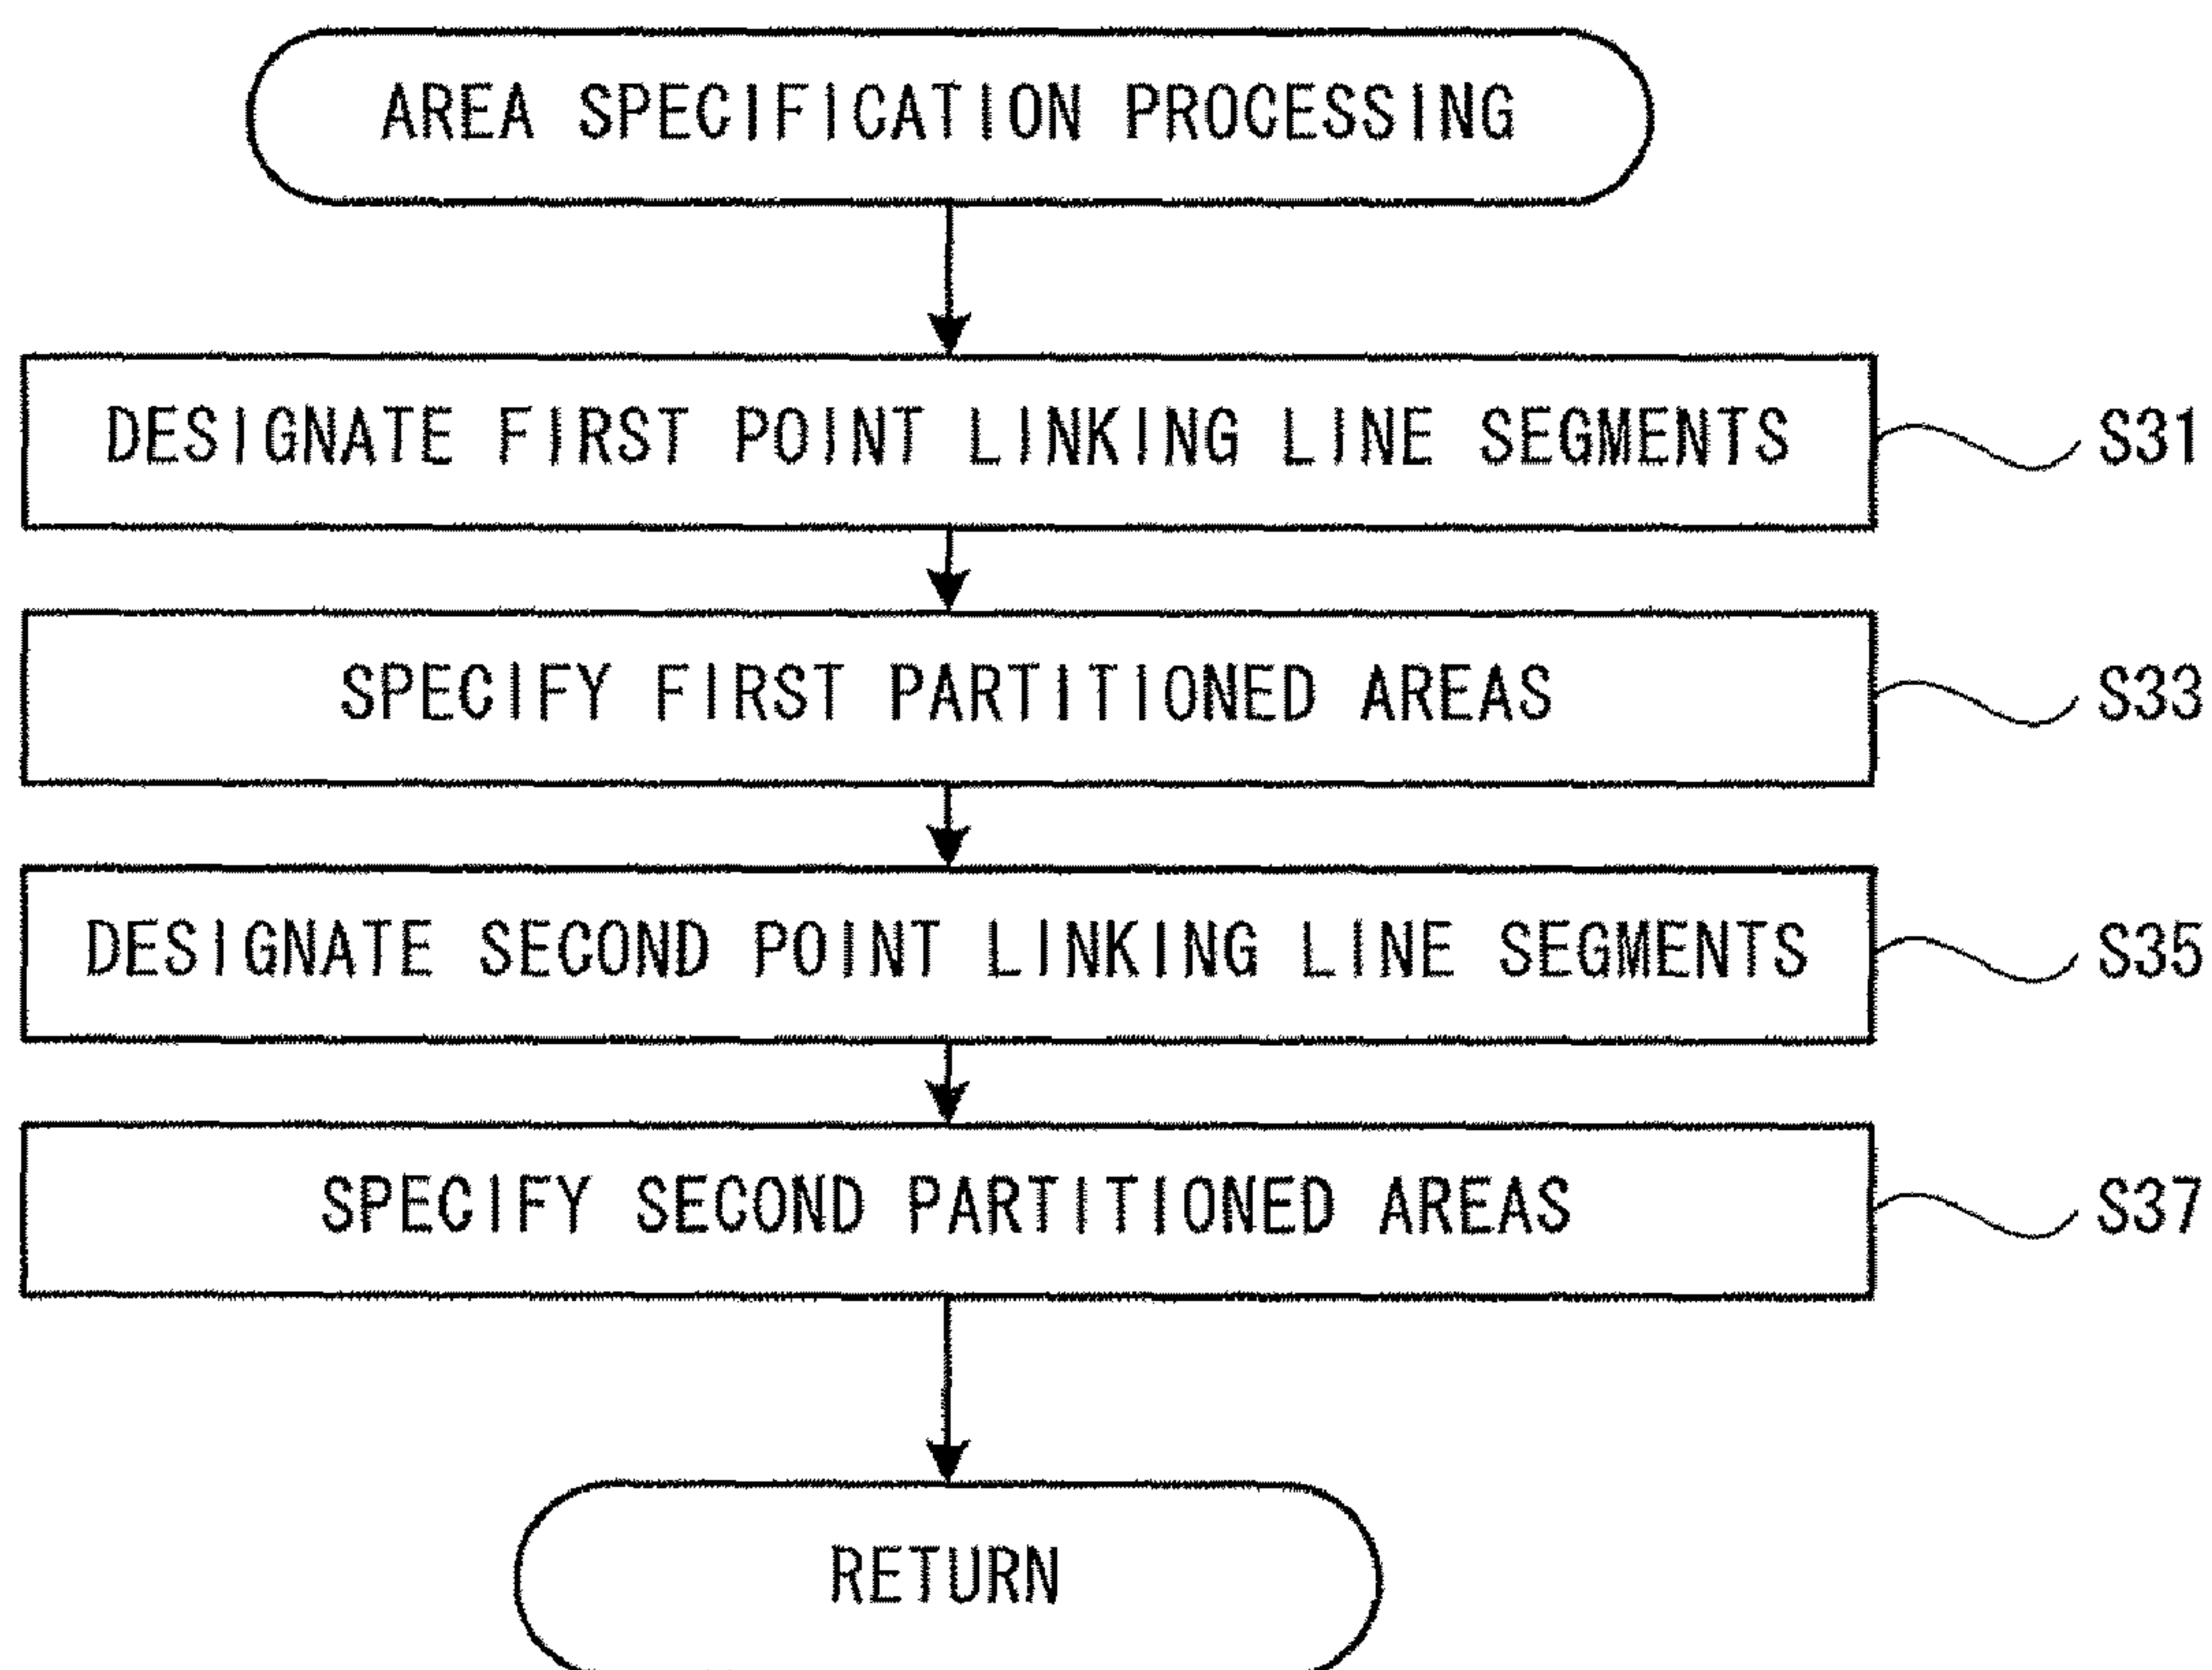 AREA SPECIFICATION PROCESSING
DESIGNATE FIRST POINT LINKING LINE SEGMENTS S31
SPECIFY FIRST PARTITIONED AREAS S33
DESIGNATE SECOND POINT LINKING LINE SEGMENTS S35
SPECIFY SECOND PARTITIONED AREAS S37
RETURN